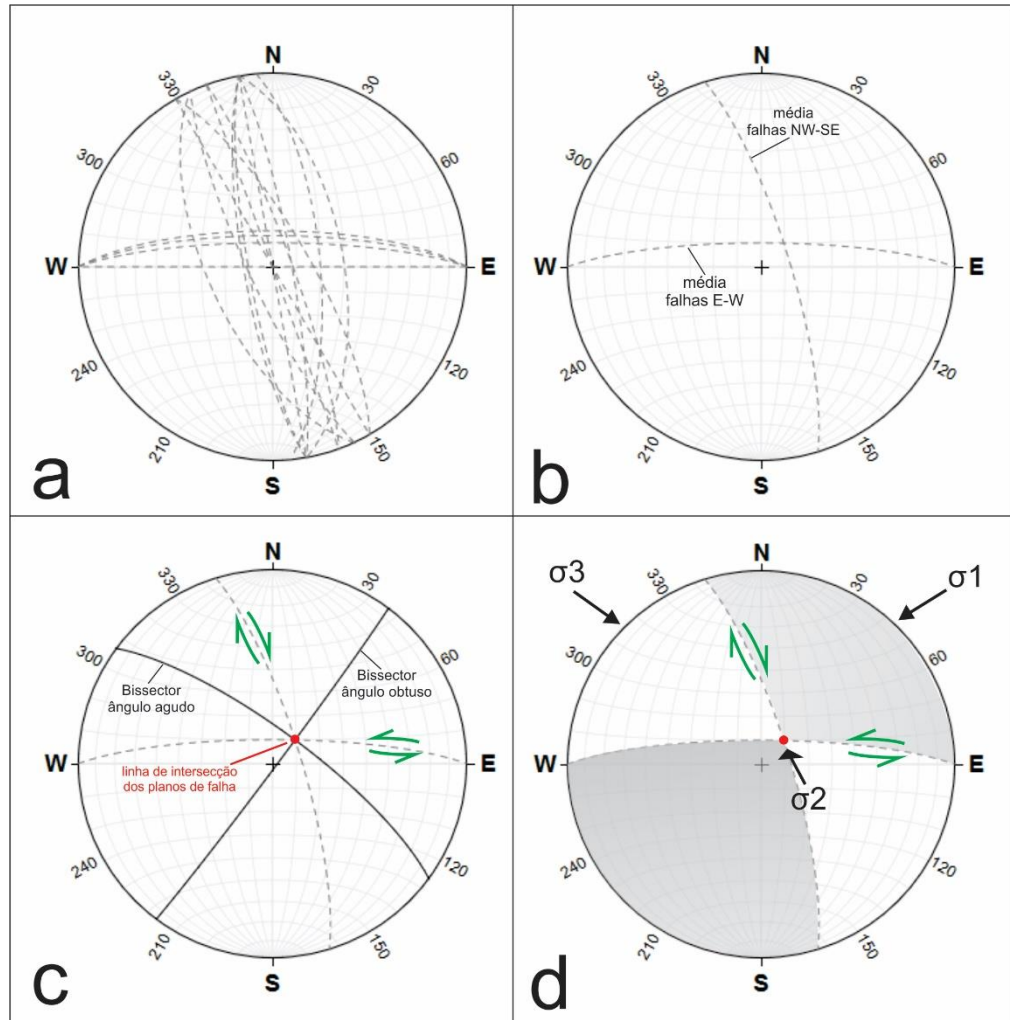 N
330
30
300
60
W
E
240
120
210
150
S
a
N
330
30
média
falhas NW-SE
300
60
W
E
média
falhas E-W
240
120
210
150
S
b
N
330
30
300
60
Bissector
ângulo agudo
Bissector
ângulo obtuso
W
E
linha de intersecção
dos planos de falha
240
120
210
150
S
c
N
σ3
330
30
σ1
300
60
W
E
σ2
240
120
210
150
S
d